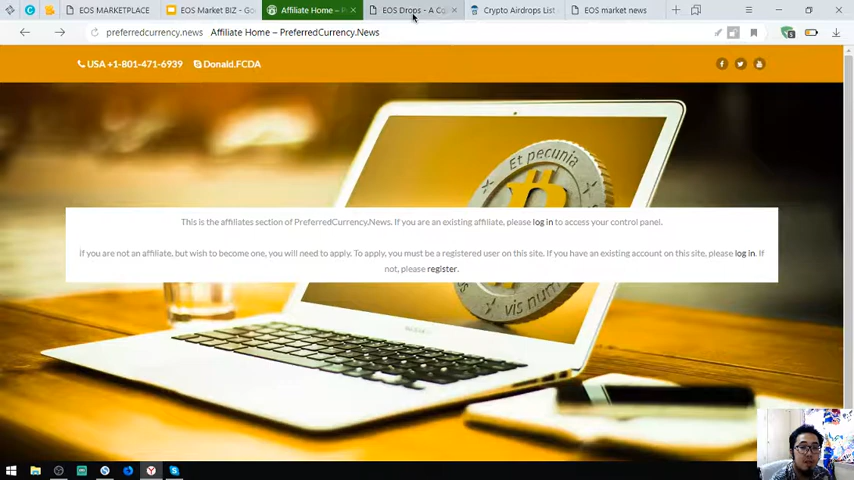 EOS MARKETPLACE
EOS Market BIZ - Go
Affiliate Home – P
EOS Drops - A Co
Crypto Airdrops List
EOS market news
preferredcurrency.news Affiliate Home – PreferredCurrency.News
USA +1-801-471-6939 Donald.FCDA
Et pecunia
This is the affiliates section of PreferredCurrency.News. If you are an existing affiliate, please log in to access your control panel.
If you are not an affiliate, but wish to become one, you will need to apply. To apply, you must be a registered user on this site. If you have an existing account on this site, please log in. If
not, please register.
vis num